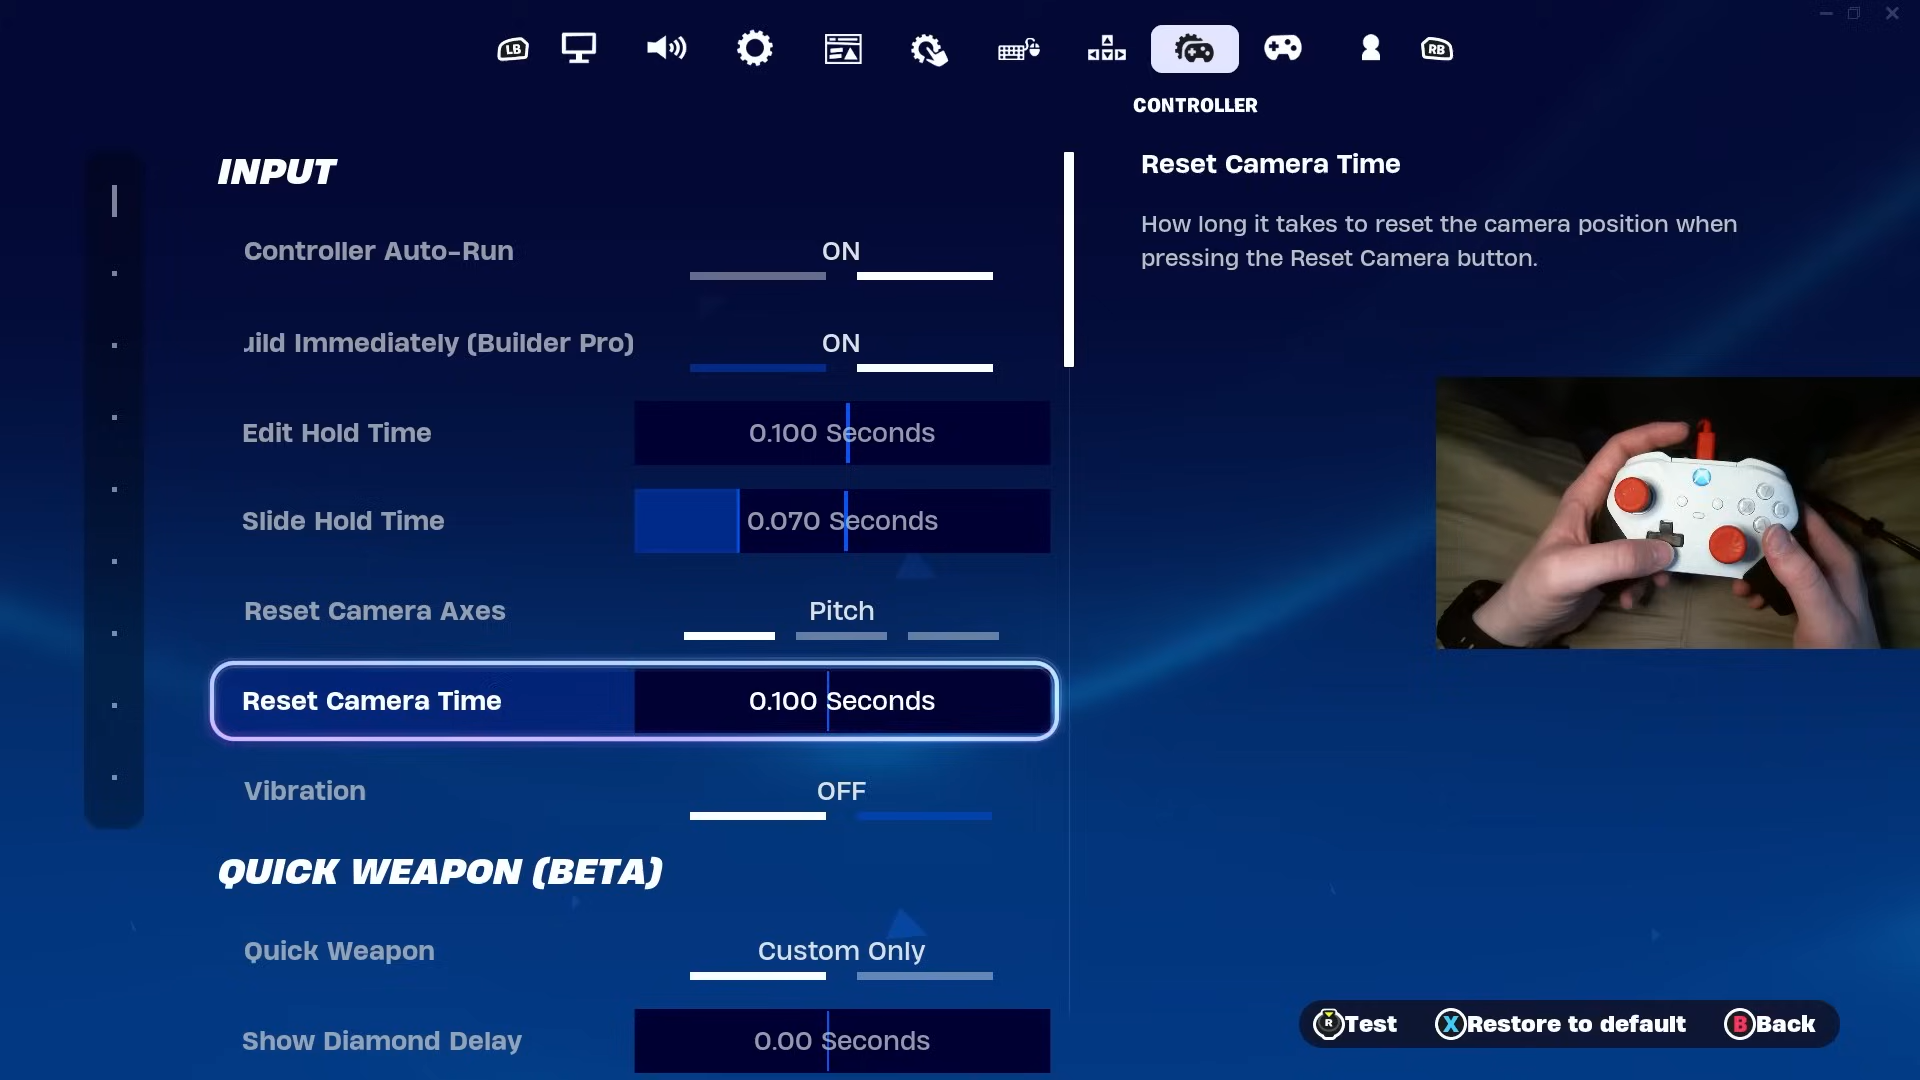 LB
RB
CONTROLLER
INPUT
Controller Auto-Run ON
uild Immediately (Builder Pro) ON
Edit Hold Time 0.100 Seconds
Slide Hold Time 0.070 Seconds
Reset Camera Axes Pitch
Reset Camera Time 0.100 Seconds
Vibration OFF
QUICK WEAPON (BETA)
Quick Weapon Custom Only
Show Diamond Delay 0.00 Seconds
Reset Camera Time
How long it takes to reset the camera position when
pressing the Reset Camera button.
R Test X Restore to default B Back